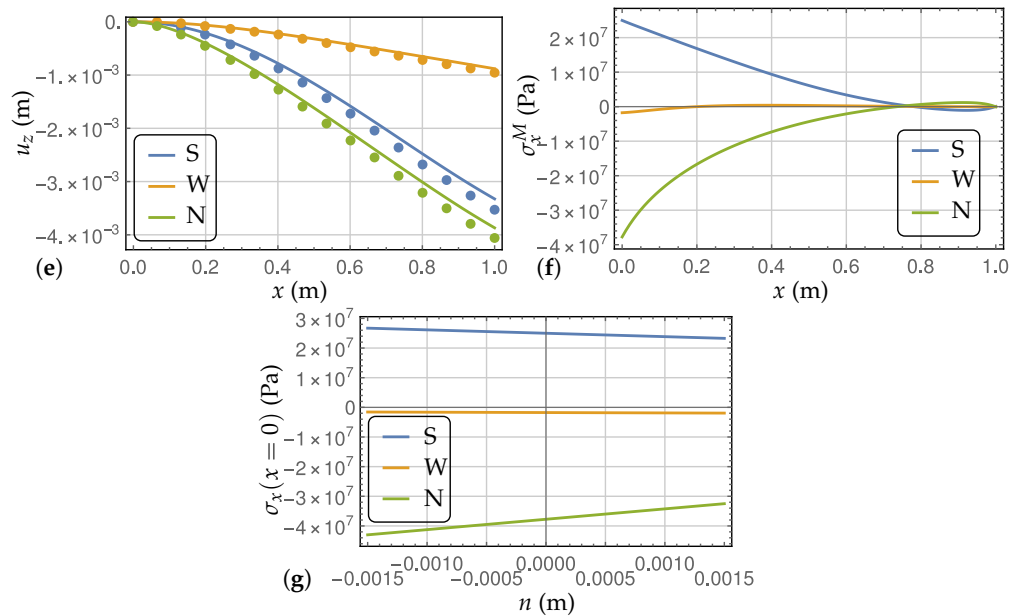 0.
−1.×10⁻³
−2.×10⁻³
−3.×10⁻³
−4.×10⁻³
u_z (m)
S
W
N
0.0 0.2 0.4 0.6 0.8 1.0
(e) x (m)
2×10⁷
1×10⁷
0
−1×10⁷
−2×10⁷
−3×10⁷
−4×10⁷
σ_x^M (Pa)
S
W
N
0.0 0.2 0.4 0.6 0.8 1.0
(f) x (m)
3×10⁷
2×10⁷
1×10⁷
0
−1×10⁷
−2×10⁷
−3×10⁷
−4×10⁷
σ_x(x = 0) (Pa)
S
W
N
−0.0010 0.0000 0.0010
−0.0015 −0.0005 0.0005 0.0015
(g) n (m)